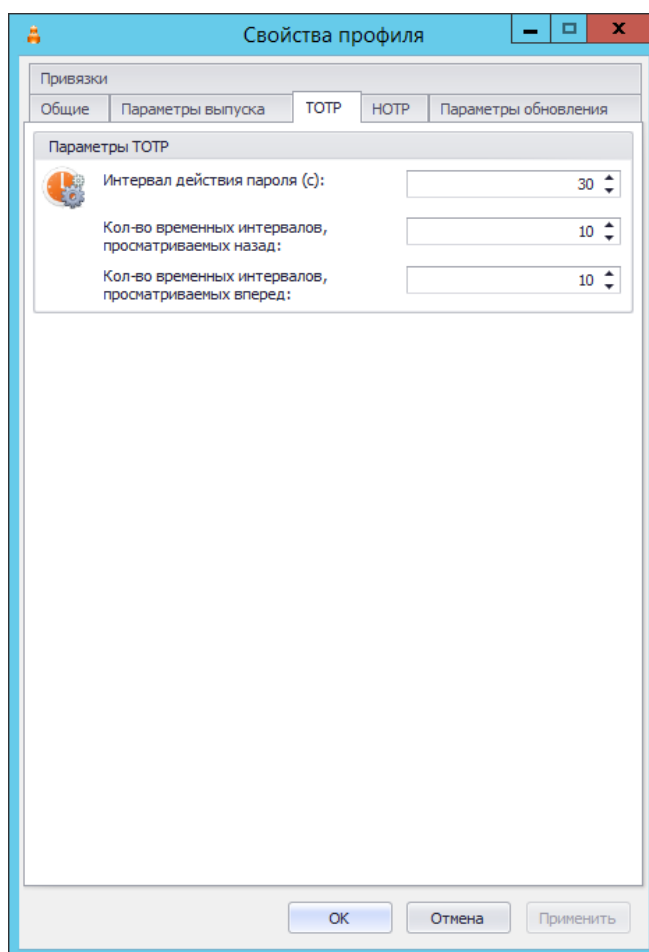 Свойства профиля
Привязки
Общие
Параметры выпуска
TOTP
HOTP
Параметры обновления
Параметры TOTP
Интервал действия пароля (с):
30
Кол-во временных интервалов,
просматриваемых назад:
10
Кол-во временных интервалов,
просматриваемых вперед:
10
OK
Отмена
Применить